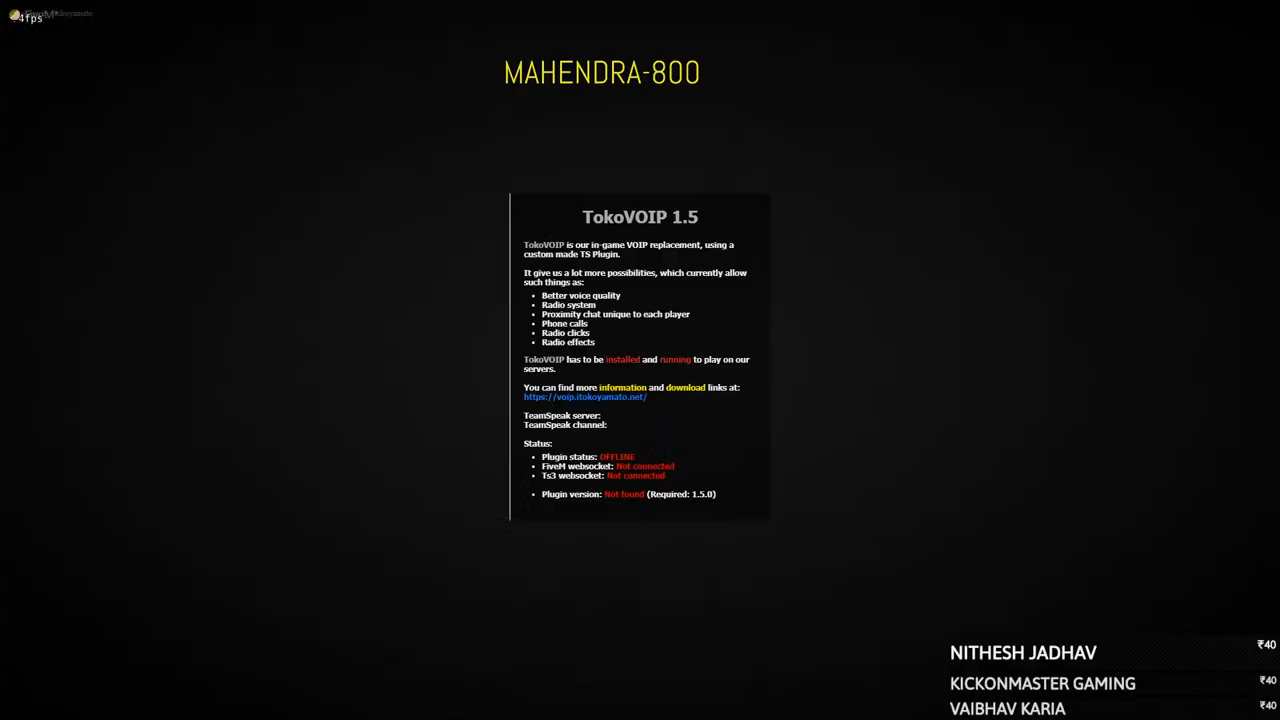 4fps
MAHENDRA-800
TokoVOIP 1.5
TokoVOIP is our in-game VOIP replacement, using a
custom made TS Plugin.
It give us a lot more possibilities, which currently allow
such things as:
• Better voice quality
• Radio system
• Proximity chat unique to each player
• Phone calls
• Radio clicks
• Radio effects
TokoVOIP has to be installed and running to play on our
servers.
You can find more information and download links at:
https://voip.itokoyamato.net/
TeamSpeak server:
TeamSpeak channel:
Status:
• Plugin status: OFFLINE
• FiveM websocket: Not connected
• Ts3 websocket: Not connected
• Plugin version: Not found (Required: 1.5.0)
NITHESH JADHAV ₹40
KICKONMASTER GAMING ₹40
VAIBHAV KARIA ₹40